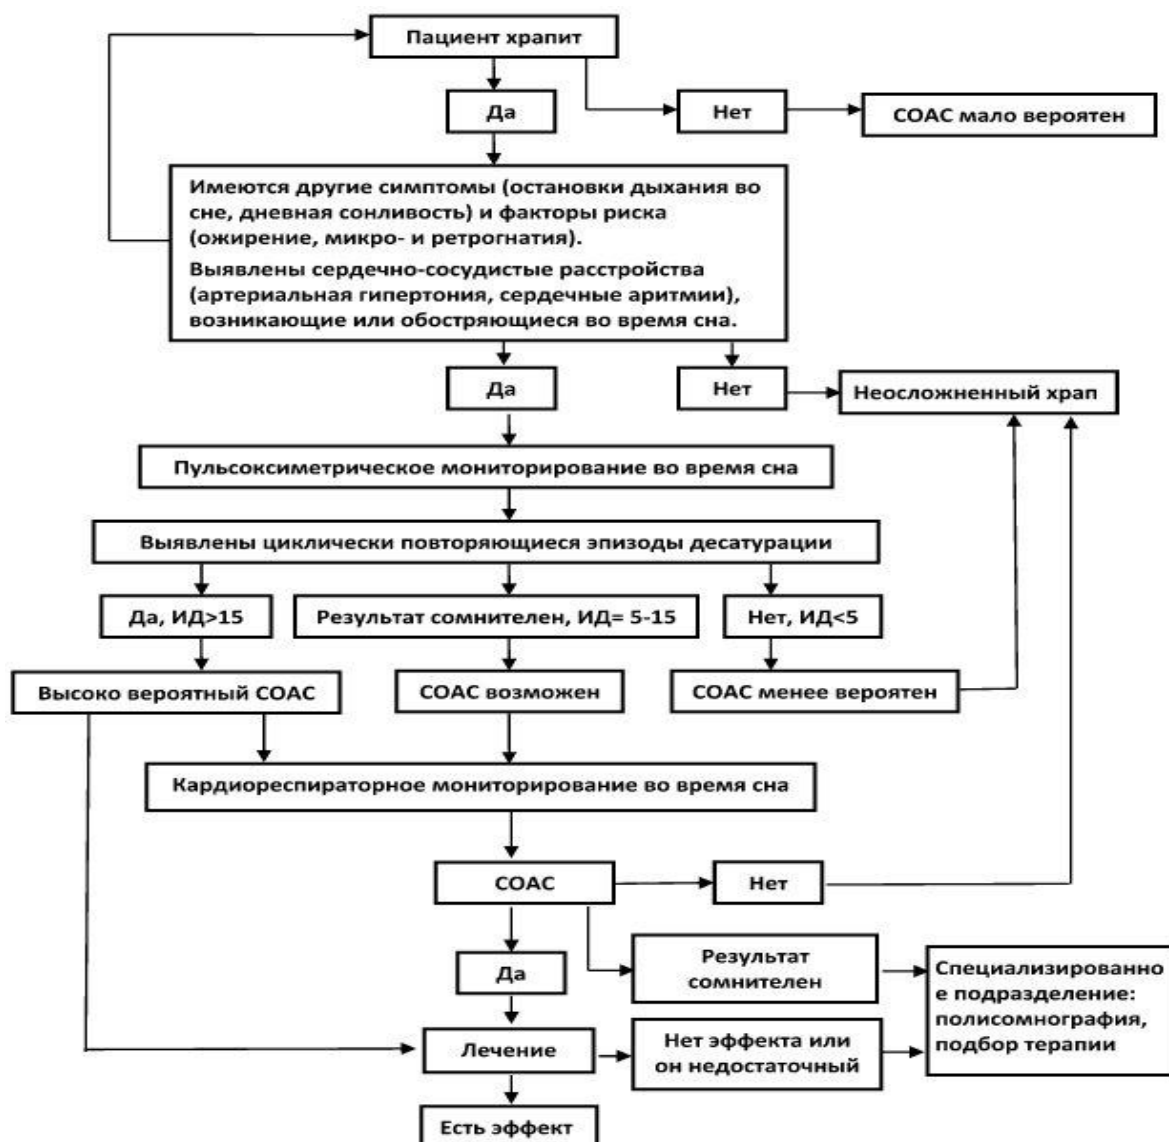 Пациент храпит
Да
Нет
СОАС мало вероятен
Имеются другие симптомы (остановки дыхания во
сне, дневная сонливость) и факторы риска
(ожирение, микро- и ретрогнатия).
Выявлены сердечно-сосудистые расстройства
(артериальная гипертония, сердечные аритмии),
возникающие или обостряющиеся во время сна.
Да
Нет
Неосложненный храп
Пульсоксиметрическое мониторирование во время сна
Выявлены циклически повторяющиеся эпизоды десатурации
Да, ИД>15
Результат сомнителен, ИД= 5-15
Нет, ИД<5
Высоко вероятный СОАС
СОАС возможен
СОАС менее вероятен
Кардиореспираторное мониторирование во время сна
СОАС
Нет
Да
Результат
сомнителен
Специализированно
е подразделение:
полисомнография,
подбор терапии
Лечение
Нет эффекта или
он недостаточный
Есть эффект